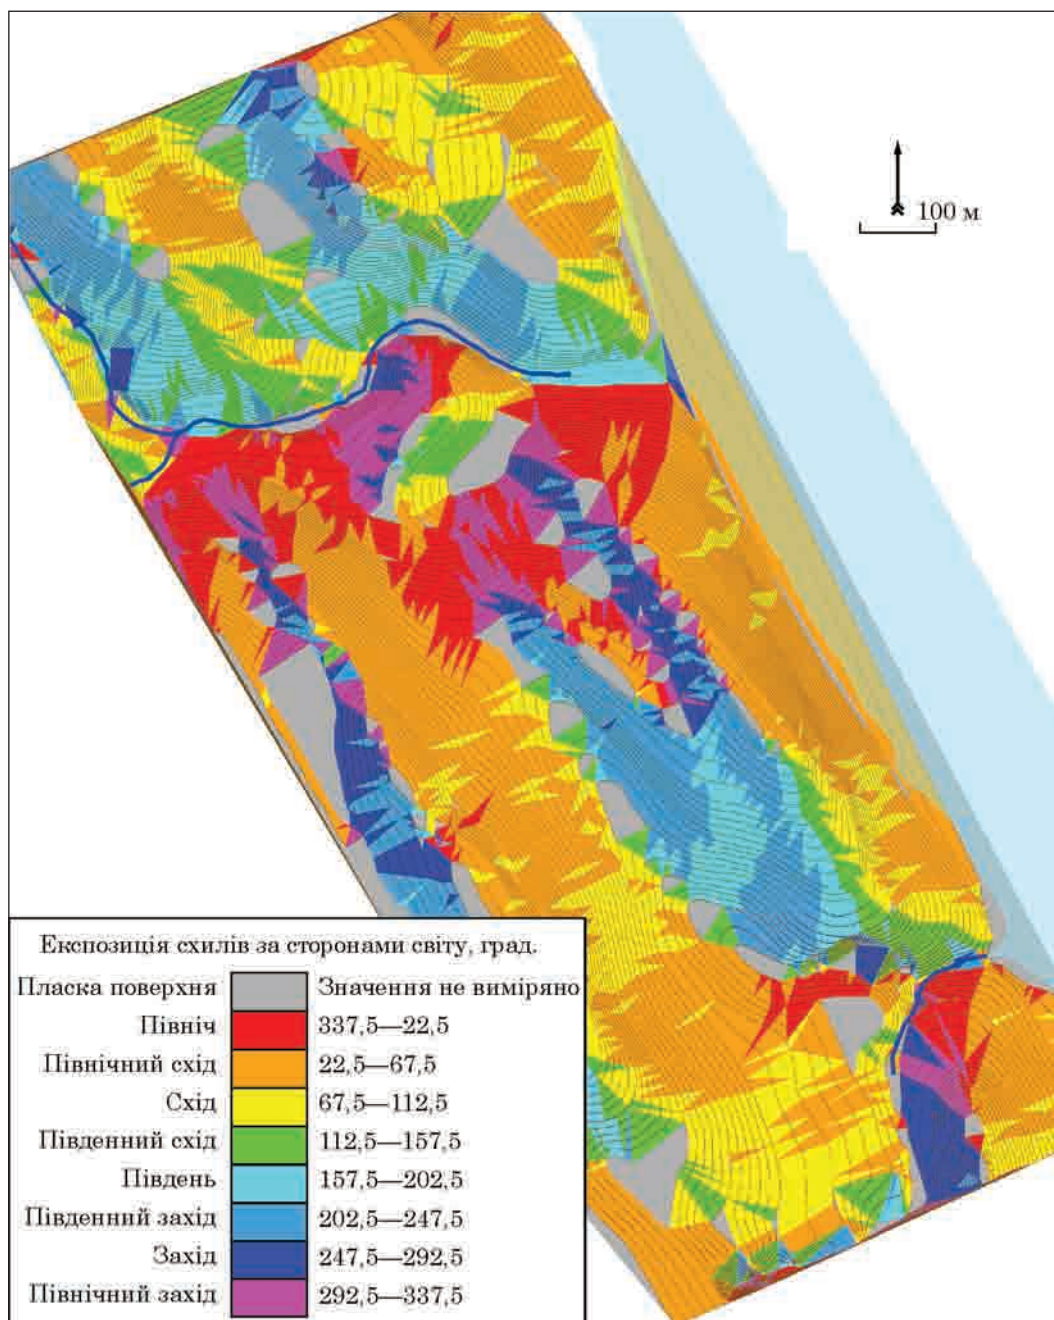 100 м
Експозиція схилів за сторонами світу, град.
Пласка поверхня Значення не виміряно
Північ 337,5—22,5
Північний схід 22,5—67,5
Схід 67,5—112,5
Південний схід 112,5—157,5
Південь 157,5—202,5
Південний захід 202,5—247,5
Захід 247,5—292,5
Північний захід 292,5—337,5